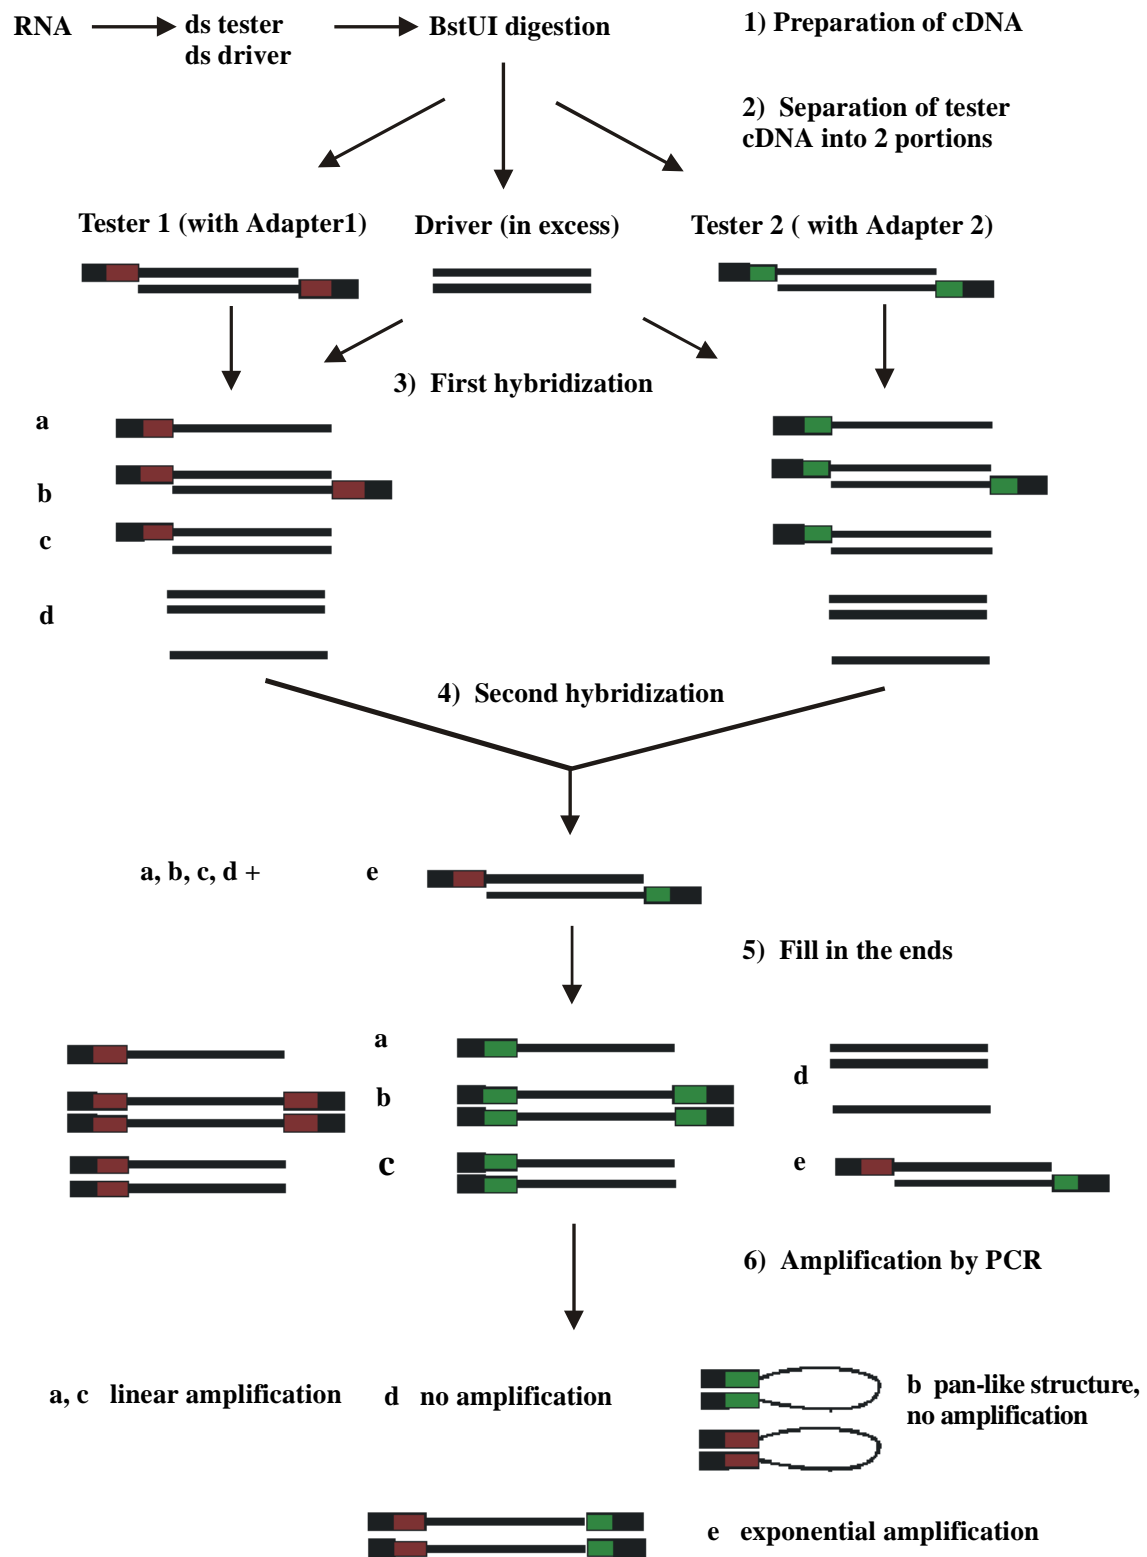 RNA ds tester BstUI digestion
ds driver
1) Preparation of cDNA
2) Separation of tester
cDNA into 2 portions
Tester 1 (with Adapter1)
Driver (in excess)
Tester 2 ( with Adapter 2)
3) First hybridization
a
b
c
d
4) Second hybridization
a, b, c, d +
e
5) Fill in the ends
a
b
c
d
e
6) Amplification by PCR
a, c linear amplification
d no amplification
b pan-like structure,
no amplification
e exponential amplification